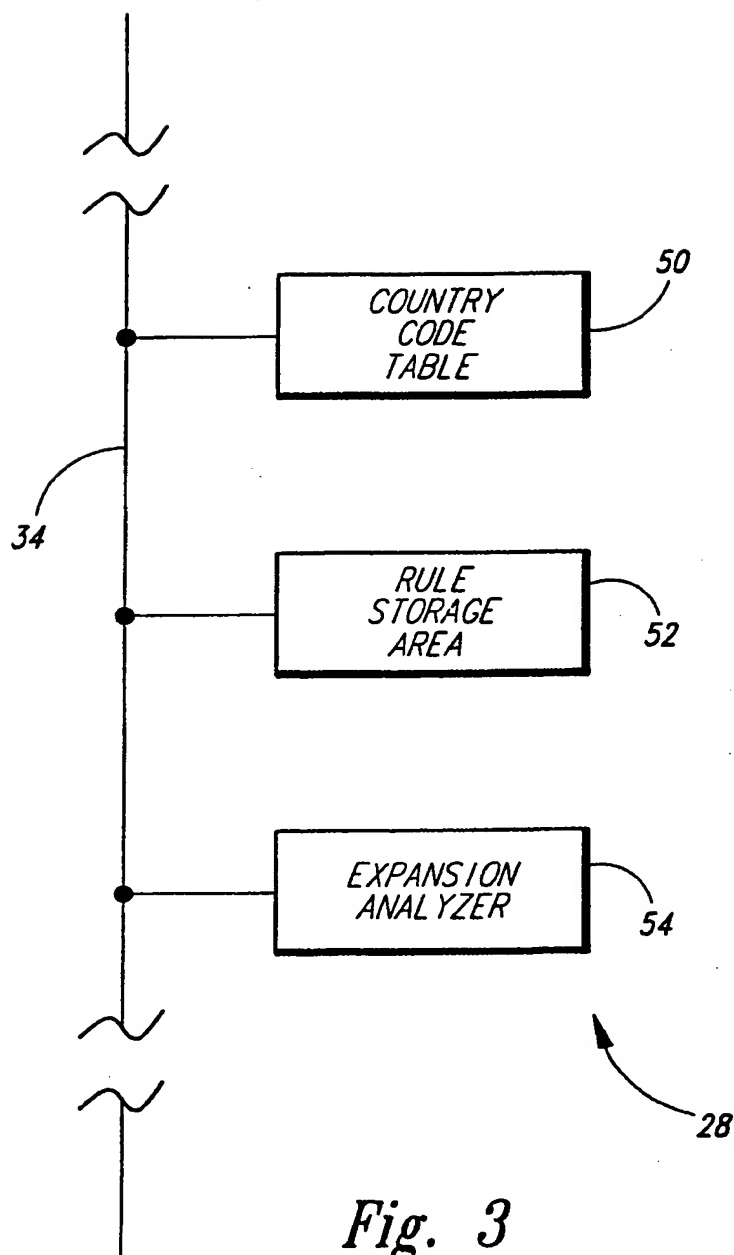 50
COUNTRY
CODE
TABLE
34
RULE
STORAGE
AREA
52
EXPANSION
ANALYZER
54
28
Fig. 3